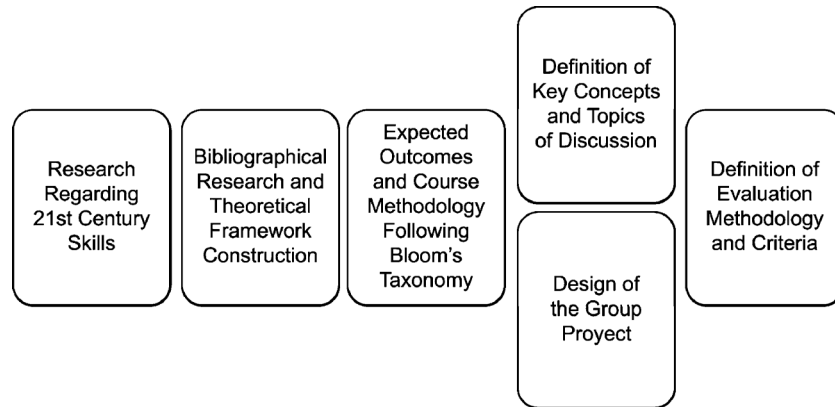 Research
Regarding
21st Century
Skills
Bibliographical
Research and
Theoretical
Framework
Construction
Expected
Outcomes
and Course
Methodology
Following
Bloom's
Taxonomy
Definition of
Key Concepts
and Topics
of Discussion
Design of
the Group
Proyect
Definition of
Evaluation
Methodology
and Criteria